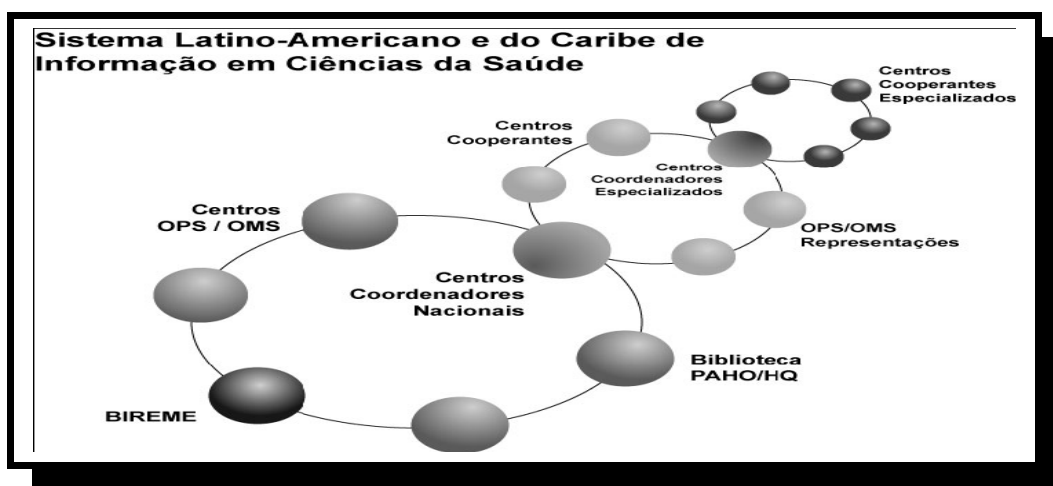 Sistema Latino-Americano e do Caribe de
Informação em Ciências da Saúde
Centros
Cooperantes
Especializados
Centros
Cooperantes
Centros
Coordenadores
Especializados
Centros
OPS / OMS
OPS/OMS
Representações
Centros
Coordenadores
Nacionais
Biblioteca
PAHO/HQ
BIREME